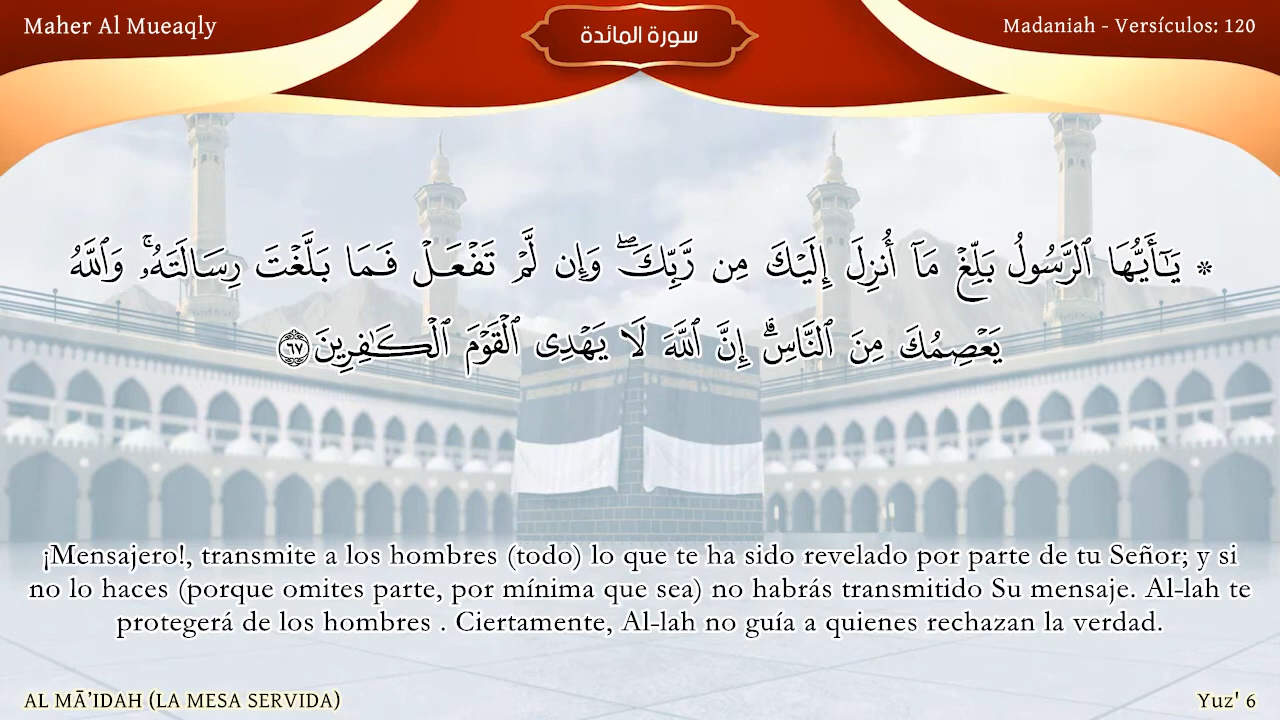 Maher Al Mueaqly
سورة المائدة
Madaniah - Versículos: 120
۞ يَـٰٓأَيُّهَا ٱلرَّسُولُ بَلِّغْ مَآ أُنزِلَ إِلَيْكَ مِن رَّبِّكَ ۖ وَإِن لَّمْ تَفْعَلْ فَمَا بَلَّغْتَ رِسَالَتَهُۥ ۚ وَٱللَّهُ
يَعْصِمُكَ مِنَ ٱلنَّاسِ ۗ إِنَّ ٱللَّهَ لَا يَهْدِى ٱلْقَوْمَ ٱلْكَـٰفِرِينَ ٦٧
¡Mensajero!, transmite a los hombres (todo) lo que te ha sido revelado por parte de tu Señor; y si
no lo haces (porque omites parte, por mínima que sea) no habrás transmitido Su mensaje. Al-lah te
protegerá de los hombres . Ciertamente, Al-lah no guía a quienes rechazan la verdad.
AL MĀ’IDAH (LA MESA SERVIDA)
Yuz' 6